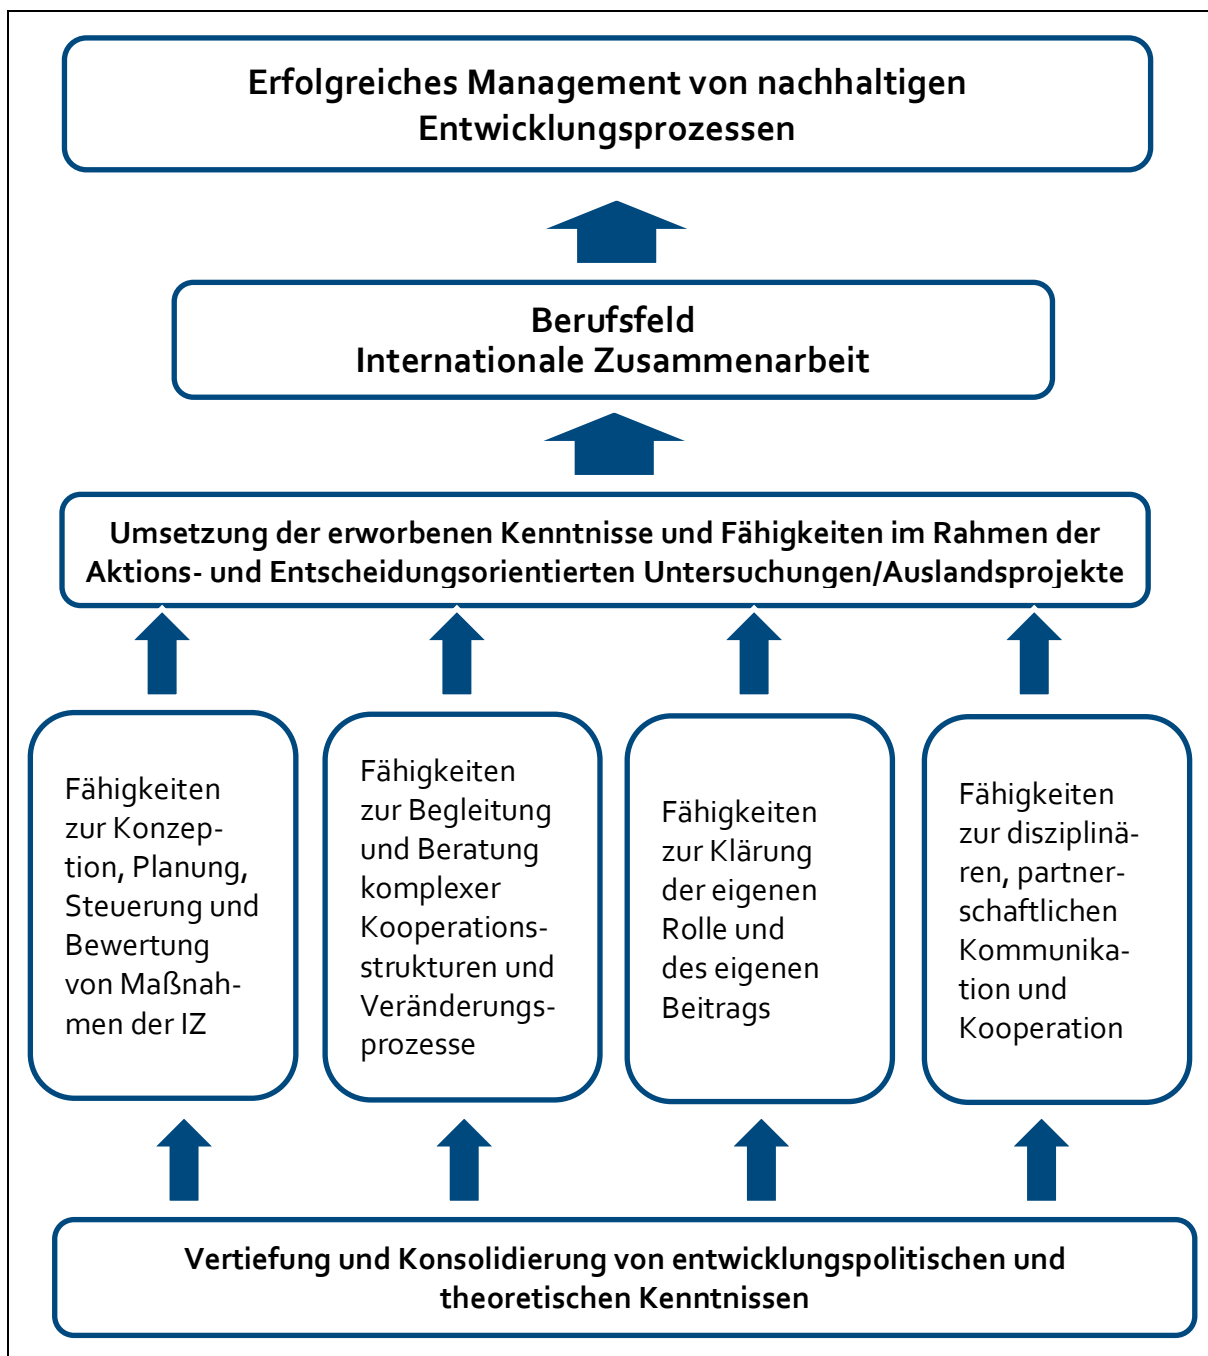 Erfolgreiches Management von nachhaltigen
Entwicklungsprozessen
Berufsfeld
Internationale Zusammenarbeit
Umsetzung der erworbenen Kenntnisse und Fähigkeiten im Rahmen der
Aktions- und Entscheidungsorientierten Untersuchungen/Auslandsprojekte
Fähigkeiten
zur Konzep-
tion, Planung,
Steuerung und
Bewertung
von Maßnah-
men der IZ
Fähigkeiten
zur Begleitung
und Beratung
komplexer
Kooperations-
strukturen und
Veränderungs-
prozesse
Fähigkeiten
zur Klärung
der eigenen
Rolle und
des eigenen
Beitrags
Fähigkeiten
zur disziplinä-
ren, partner-
schaftlichen
Kommunika-
tion und
Kooperation
Vertiefung und Konsolidierung von entwicklungspolitischen und
theoretischen Kenntnissen